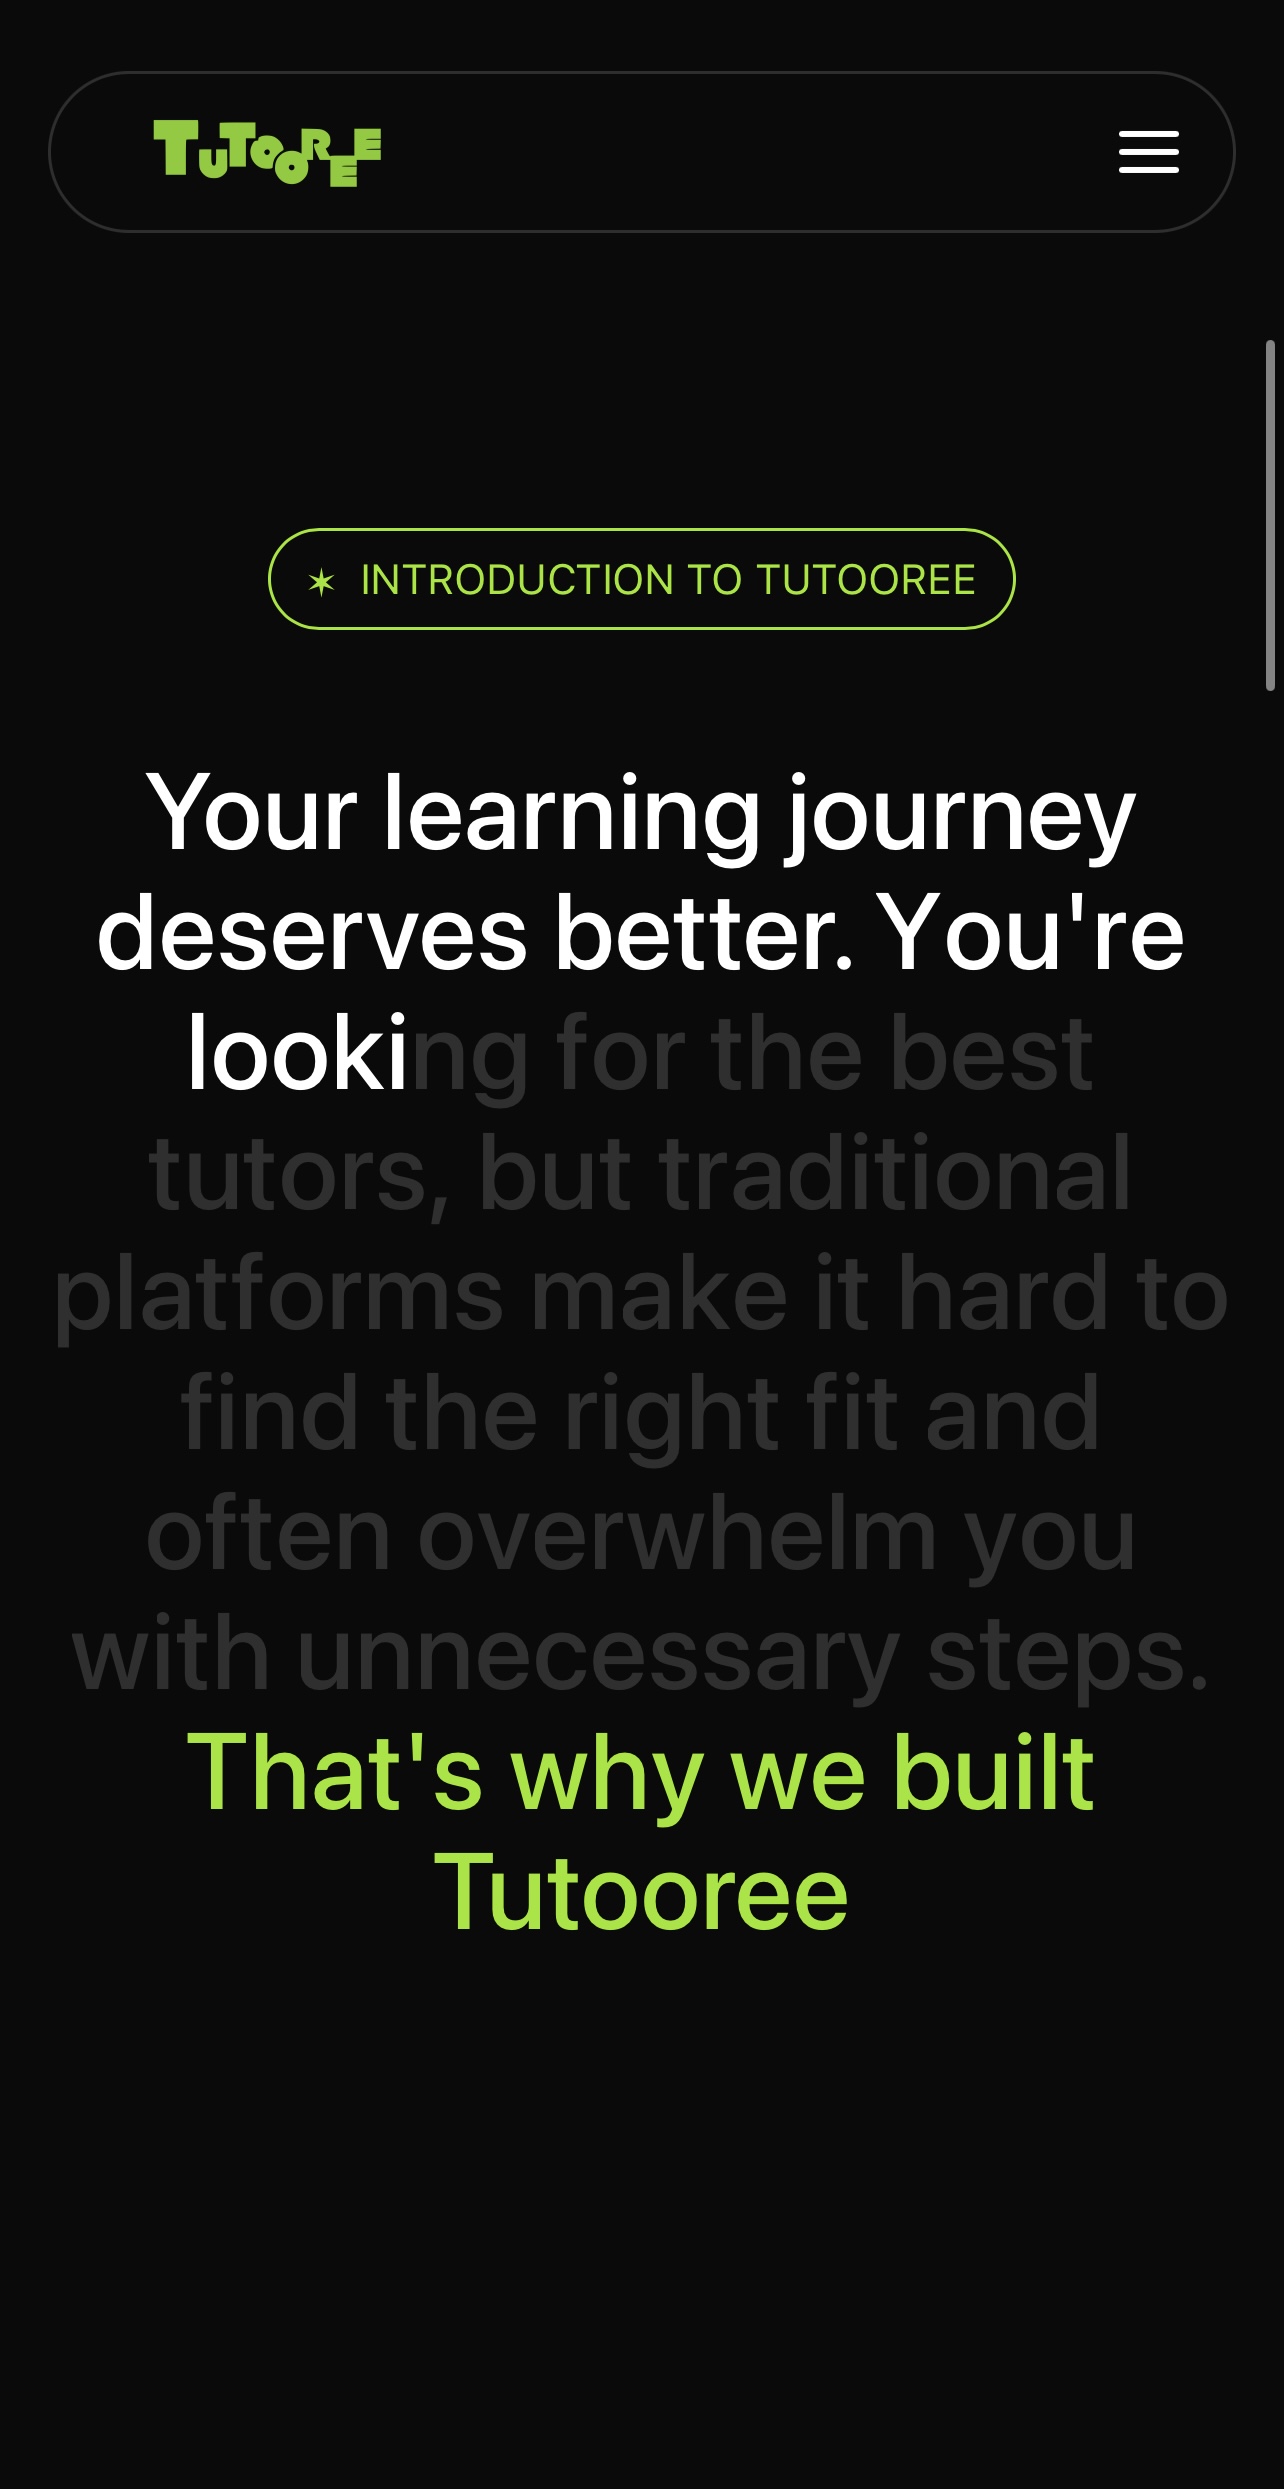 TUTOOREE
✶ INTRODUCTION TO TUTOOREE
Your learning journey
deserves better. You're
looking for the best
tutors, but traditional
platforms make it hard to
find the right fit and
often overwhelm you
with unnecessary steps.
That's why we built
Tutooree